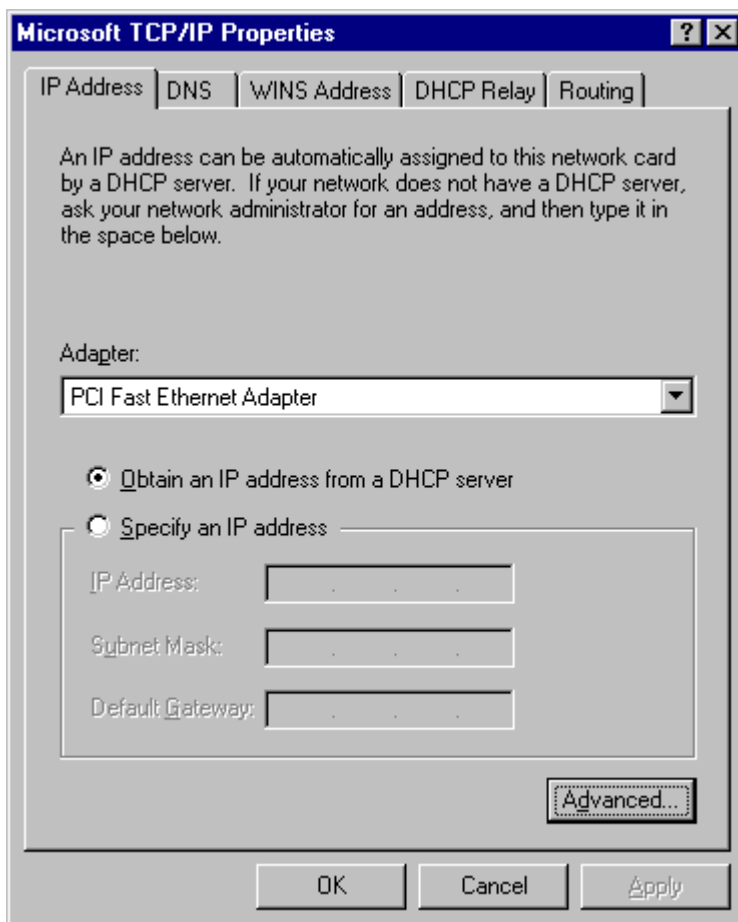 Microsoft TCP/IP Properties
IP Address DNS WINS Address DHCP Relay Routing
An IP address can be automatically assigned to this network card
by a DHCP server. If your network does not have a DHCP server,
ask your network administrator for an address, and then type it in
the space below.
Adapter:
PCI Fast Ethernet Adapter
Obtain an IP address from a DHCP server
Specify an IP address
IP Address:
Subnet Mask:
Default Gateway:
Advanced...
OK Cancel Apply